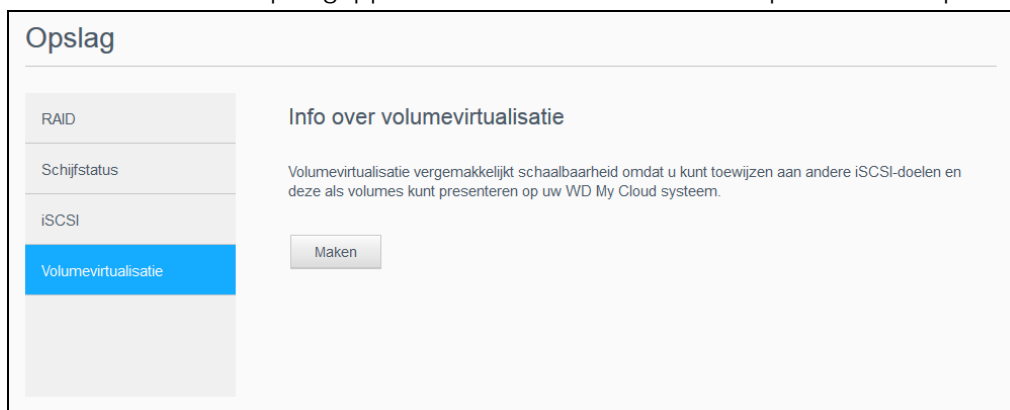 Opslag
RAID
Schijfstatus
iSCSI
Volumevirtualisatie
Info over volumevirtualisatie
Volumevirtualisatie vergemakkelijkt schaalbaarheid omdat u kunt toewijzen aan andere iSCSI-doelen en
deze als volumes kunt presenteren op uw WD My Cloud systeem.
Maken